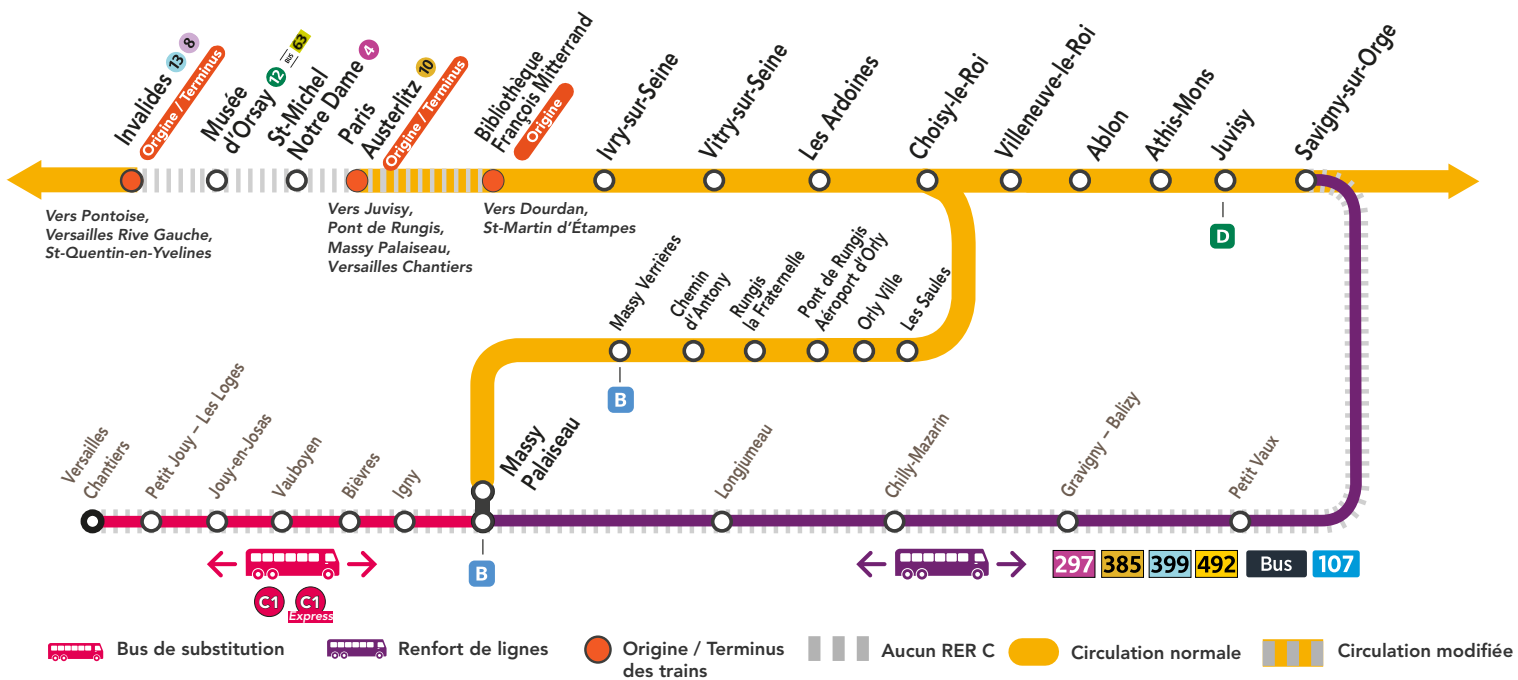 Invalides 13 8
Origine / Terminus
Musée
d'Orsay 12 BUS 63
St-Michel
Notre Dame 4
Paris
Austerlitz 10
Origine / Terminus
Bibliothèque
François Mitterrand
Origine
Ivry-sur-Seine
Vitry-sur-Seine
Les Ardoines
Choisy-le-Roi
Villeneuve-le-Roi
Ablon
Athis-Mons
Juvisy
Savigny-sur-Orge
Vers Pontoise,
Versailles Rive Gauche,
St-Quentin-en-Yvelines
Vers Juvisy,
Pont de Rungis,
Massy Palaiseau,
Versailles Chantiers
Vers Dourdan,
St-Martin d'Étampes
D
Massy Verrières
Chemin
d'Antony
Rungis
la Fraternelle
Pont de Rungis
Aéroport d'Orly
Orly Ville
Les Saules
B
Versailles
Chantiers
Petit Jouy – Les Loges
Jouy-en-Josas
Vauboyen
Bièvres
Igny
Massy
Palaiseau
Longjumeau
Chilly-Mazarin
Gravigny – Balizy
Petit Vaux
B
C1 C1
Express
297 385 399 492 Bus 107
Bus de substitution
Renfort de lignes
Origine / Terminus
des trains
Aucun RER C
Circulation normale
Circulation modifiée